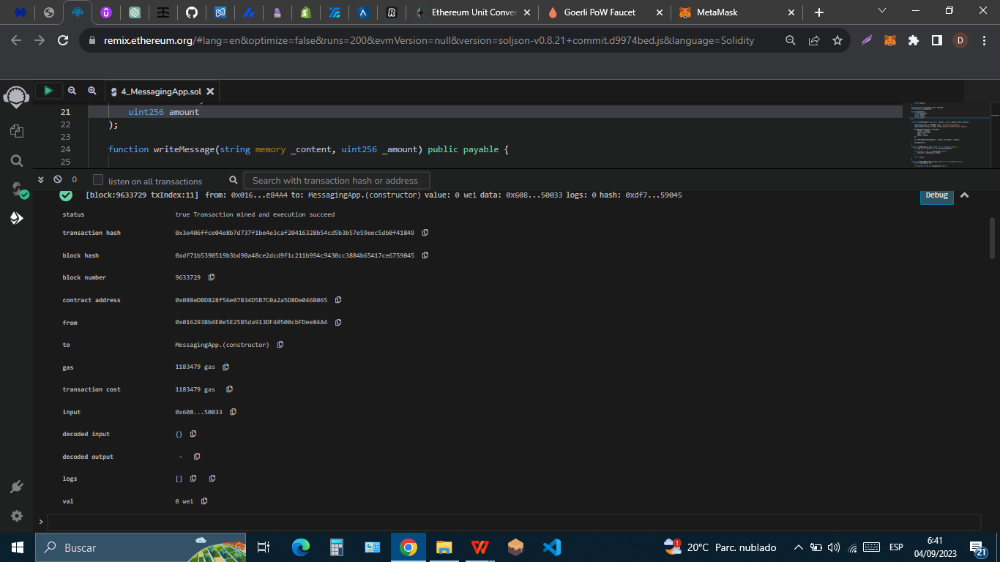 Ethereum Unit Conver
Goerli PoW Faucet
MetaMask
remix.ethereum.org/#lang=en&optimize=false&runs=200&evmVersion=null&version=soljson-v0.8.21+commit.d9974bed.js&language=Solidity
D
4_MessagingApp.sol
21 uint256 amount
22 );
23
24 function writeMessage(string memory _content, uint256 _amount) public payable {
25
0 listen on all transactions Search with transaction hash or address
[block:9633729 txIndex:11] from: 0x016...e84A4 to: MessagingApp.(constructor) value: 0 wei data: 0x608...50033 logs: 0 hash: 0xdf7...59045 Debug
status true Transaction mined and execution succeed
transaction hash 0x3e406ffce04e8b7d737f1be4e3caf20416328b54cd5b3b57e59eec5db0f41849
block hash 0xdf71b5390519b3bd90a48ce2dcd9f1c211b994c9430cc3884b65417ce6759045
block number 9633729
contract address 0x088eDBD828f56e07B34D5B7C0a2a5D8De046B065
from 0x016293Bb4E0e5E25B5da913DF40500cbFDee84A4
to MessagingApp.(constructor)
gas 1183479 gas
transaction cost 1183479 gas
input 0x608...50033
decoded input {}
decoded output -
logs []
val 0 wei
>
Buscar
20°C Parc. nublado
ESP
6:41
04/09/2023
21